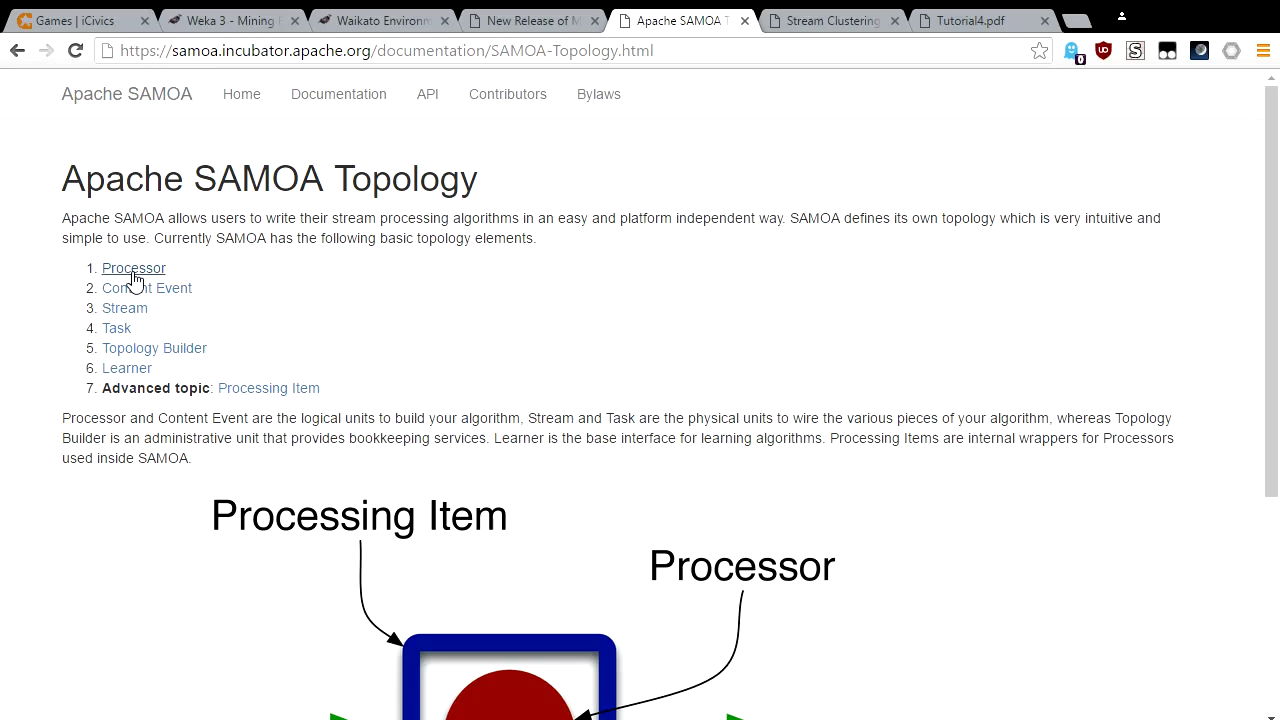 Games | iCivics
Weka 3 - Mining
Waikato Environm
New Release of M
Apache SAMOA T
Stream Clustering
Tutorial4.pdf
https://samoa.incubator.apache.org/documentation/SAMOA-Topology.html
0
UD
S
Apache SAMOA Home Documentation API Contributors Bylaws
Apache SAMOA Topology
Apache SAMOA allows users to write their stream processing algorithms in an easy and platform independent way. SAMOA defines its own topology which is very intuitive and
simple to use. Currently SAMOA has the following basic topology elements.
1. Processor
2. Content Event
3. Stream
4. Task
5. Topology Builder
6. Learner
7. Advanced topic: Processing Item
Processor and Content Event are the logical units to build your algorithm, Stream and Task are the physical units to wire the various pieces of your algorithm, whereas Topology
Builder is an administrative unit that provides bookkeeping services. Learner is the base interface for learning algorithms. Processing Items are internal wrappers for Processors
used inside SAMOA.
Processing Item
Processor